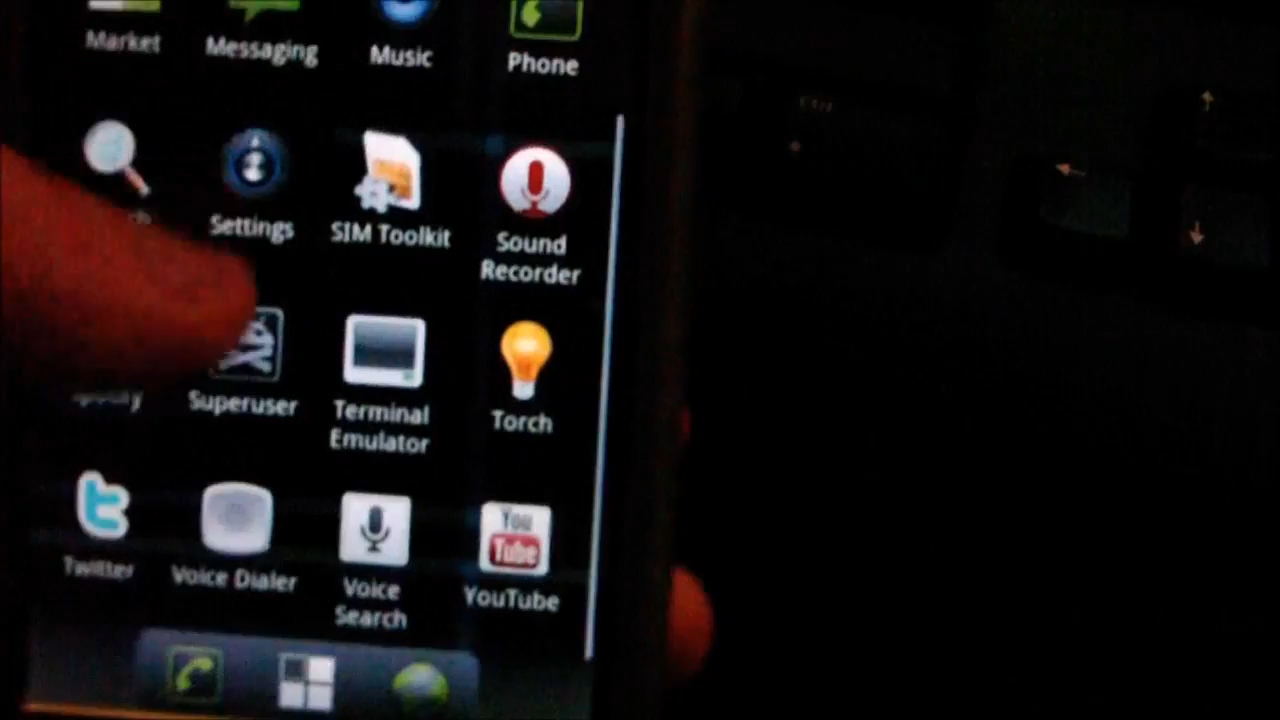 Market Messaging Music Phone
Settings SIM Toolkit Sound
Recorder
Superuser Terminal Torch
Emulator
You
Tube
Twitter Voice Dialer Voice YouTube
Search